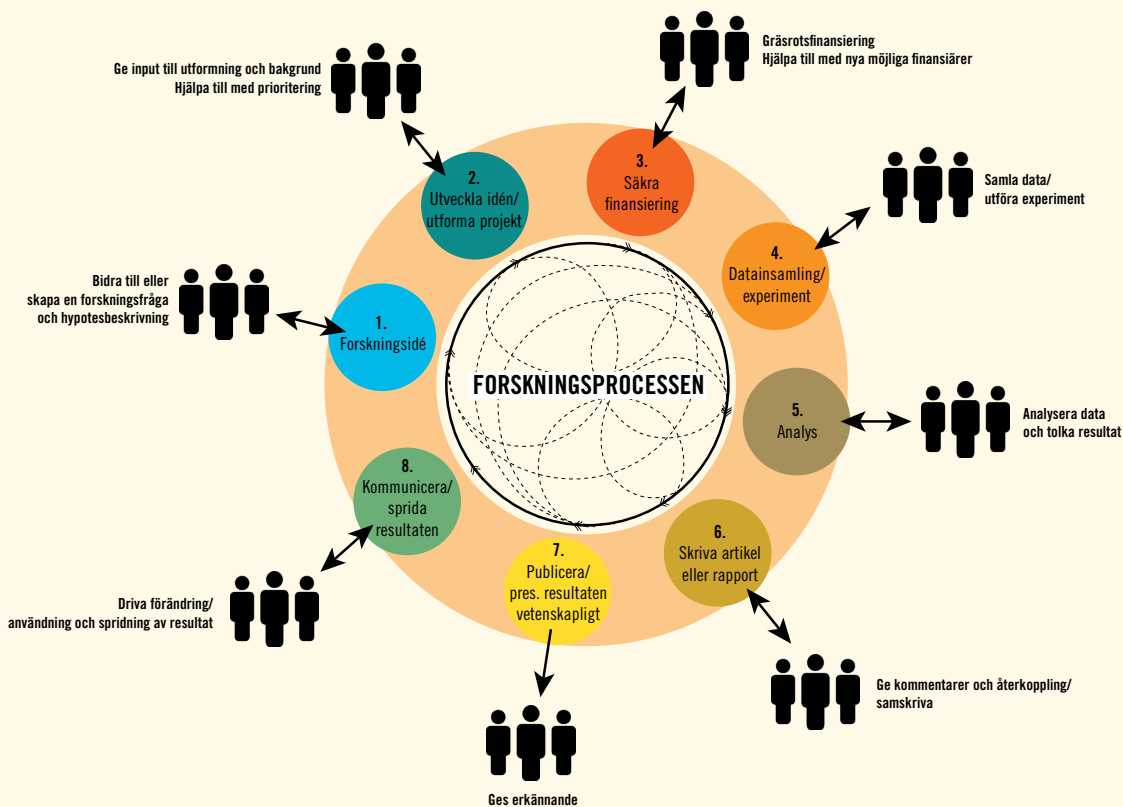 Gräsrotsfinansiering
Hjälpa till med nya möjliga finansiärer
Ge input till utformning och bakgrund
Hjälpa till med prioritering
3.
Säkra
finansiering
2.
Utveckla idén/
utforma projekt
Samla data/
utföra experiment
4.
Datainsamling/
experiment
Bidra till eller
skapa en forskningsfråga
och hypotesbeskrivning
1.
Forskningsidé
FORSKNINGSPROCESSEN
5.
Analys
Analysera data
och tolka resultat
8.
Kommunicera/
sprida
resultaten
6.
Skriva artikel
eller rapport
7.
Publicera/
pres. resultaten
vetenskapligt
Driva förändring/
användning och spridning av resultat
Ge kommentarer och återkoppling/
samskriva
Ges erkännande